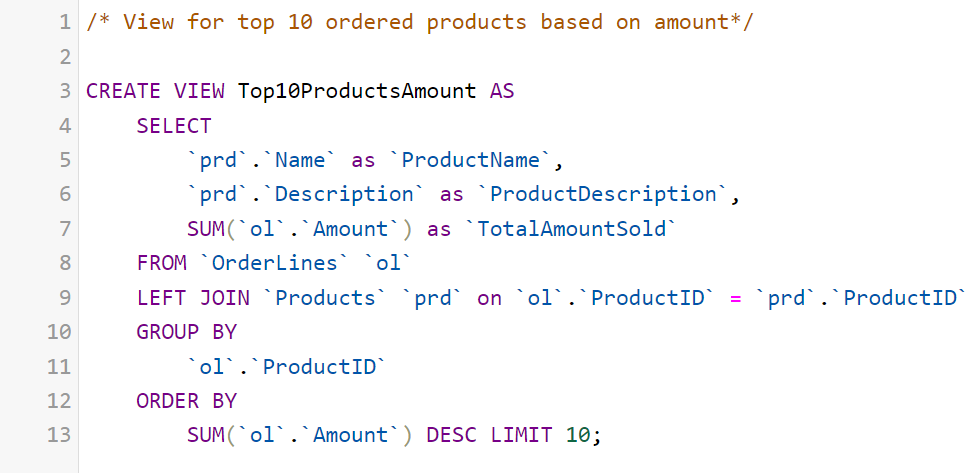 1 /* View for top 10 ordered products based on amount*/
2
3 CREATE VIEW Top10ProductsAmount AS
4     SELECT
5         `prd`.`Name` as `ProductName`,
6         `prd`.`Description` as `ProductDescription`,
7         SUM(`ol`.`Amount`) as `TotalAmountSold`
8     FROM `OrderLines` `ol`
9     LEFT JOIN `Products` `prd` on `ol`.`ProductID` = `prd`.`ProductID`
10     GROUP BY
11         `ol`.`ProductID`
12     ORDER BY
13         SUM(`ol`.`Amount`) DESC LIMIT 10;